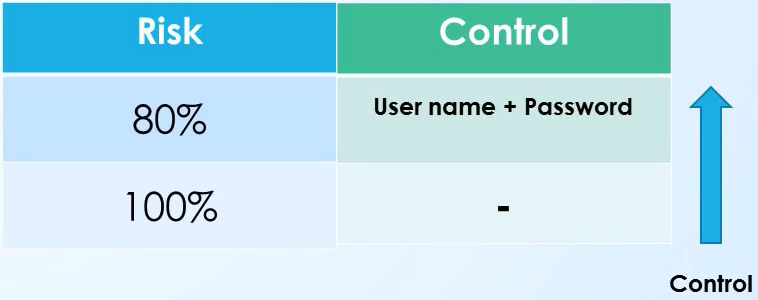 Risk Control
80% User name + Password
100% -
Control